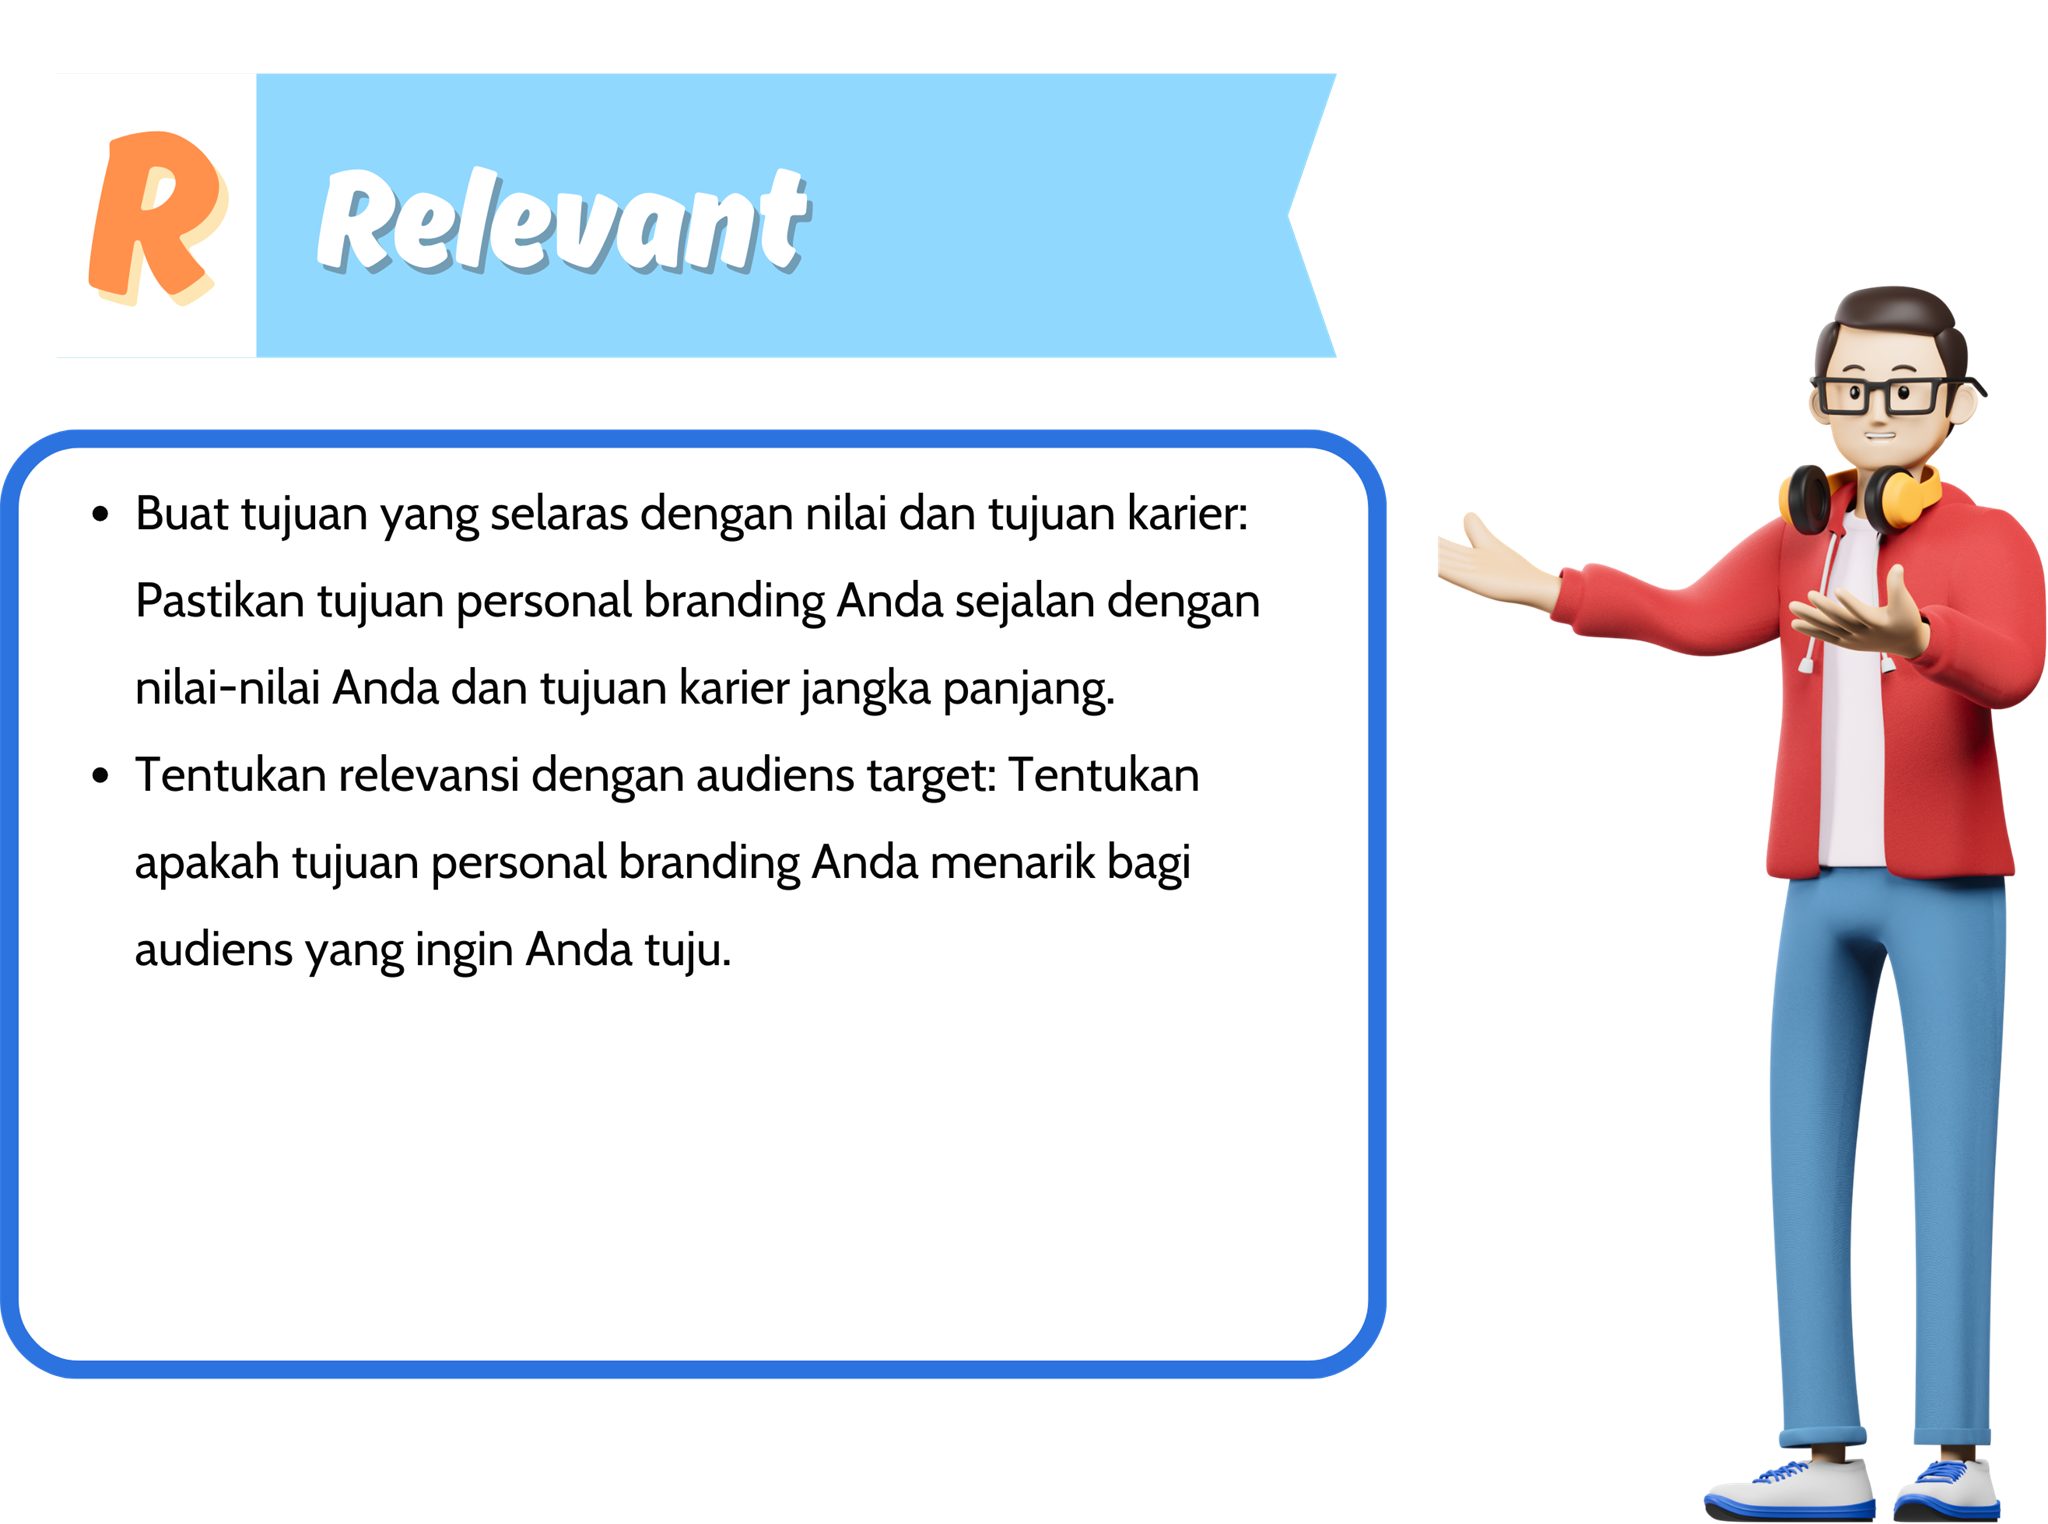 R
Relevant
• Buat tujuan yang selaras dengan nilai dan tujuan karier:
Pastikan tujuan personal branding Anda sejalan dengan
nilai-nilai Anda dan tujuan karier jangka panjang.
• Tentukan relevansi dengan audiens target: Tentukan
apakah tujuan personal branding Anda menarik bagi
audiens yang ingin Anda tuju.